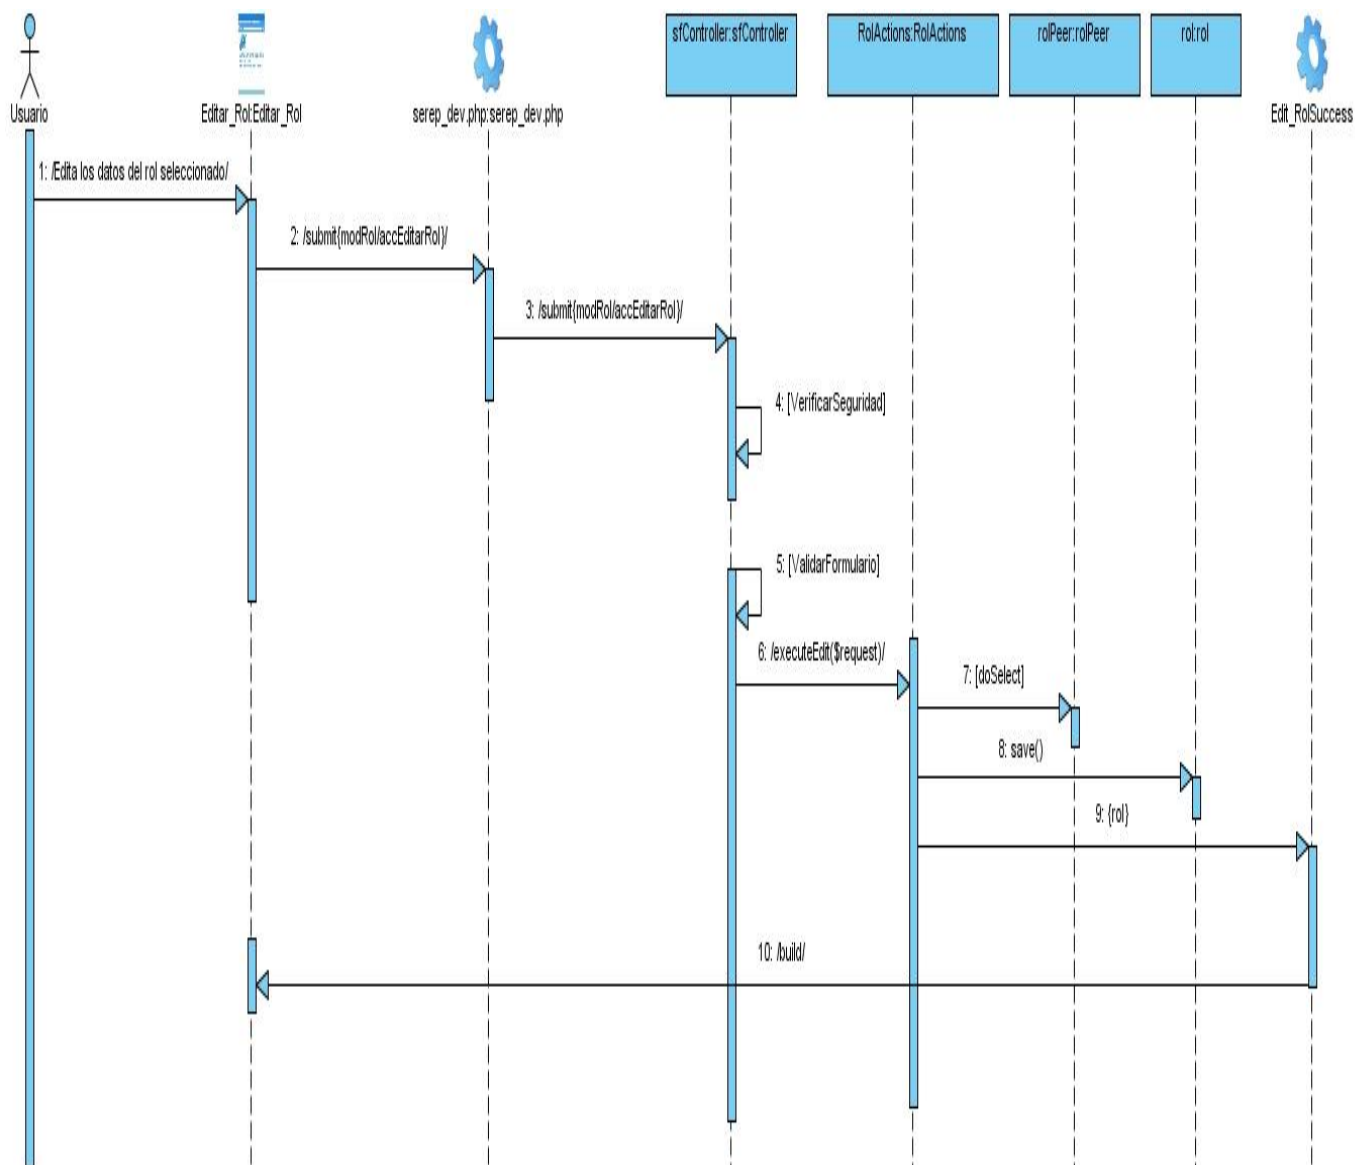 sfController:sfController
RolActions:RolActions
rolPeer:rolPeer
rol:rol
Usuario
Editar_Rol:Editar_Rol
serep_dev.php:serep_dev.php
Edit_RolSuccess
1: /Edita los datos del rol seleccionado/
2: /submit{modRol/accEditarRol}/
3: /submit{modRol/accEditarRol}/
4: [VerificarSeguridad]
5: [ValidarFormulario]
6: /executeEdit($request)/
7: [doSelect]
8: save()
9: {rol}
10: /build/